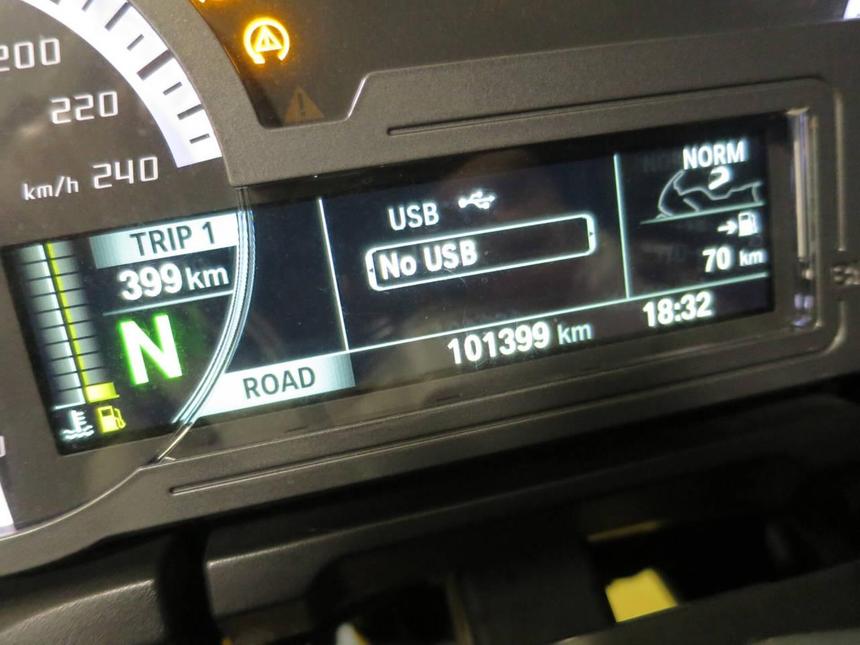 200
220
km/h 240
TRIP 1
399 km
N
USB
No USB
NORM
70 km
ROAD
101399 km
18:32